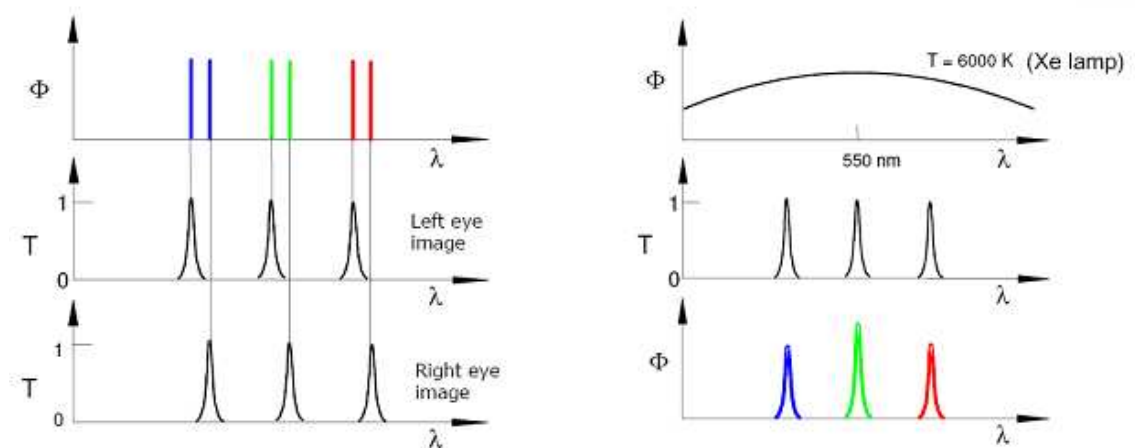 Φ
λ
1
T
0
Left eye
image
λ
1
T
0
Right eye
image
λ
T = 6000 K (Xe lamp)
Φ
550 nm
λ
1
T
0
λ
Φ
λ